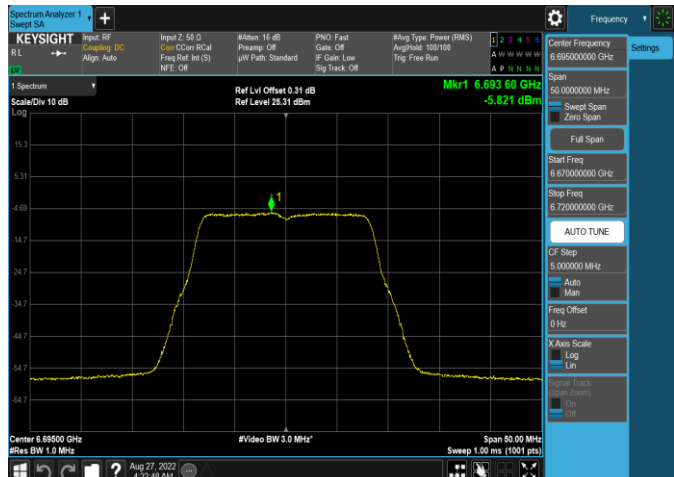 Spectrum Analyzer 1
Swept SA
+
Frequency
KEYSIGHT
Input: RF
Input Z: 50 Ω
#Atten: 16 dB
PNO: Fast
#Avg Type: Power (RMS)
1 2 3 4 5 6
RL
Coupling: DC
Corr CCorr RCal
Preamp: Off
Gate: Off
Avg|Hold: 100/100
Align: Auto
Freq Ref: Int (S)
µW Path: Standard
IF Gain: Low
Trig: Free Run
A W W W W W
NFE: Off
Sig Track: Off
A P N N N N
1 Spectrum
Ref Lvl Offset 0.31 dB
Mkr1 6.693 60 GHz
Scale/Div 10 dB
Ref Level 25.31 dBm
-5.821 dBm
Log
15.3
5.31
-4.69
-14.7
-24.7
-34.7
-44.7
-54.7
-64.7
1
Center 6.69500 GHz
#Video BW 3.0 MHz*
Span 50.00 MHz
#Res BW 1.0 MHz
Sweep 1.00 ms (1001 pts)
?
Aug 27, 2022
4:22:48 AM
Center Frequency
6.695000000 GHz
Settings
Span
50.0000000 MHz
Swept Span
Zero Span
Full Span
Start Freq
6.670000000 GHz
Stop Freq
6.720000000 GHz
AUTO TUNE
CF Step
5.000000 MHz
Auto
Man
Freq Offset
0 Hz
X Axis Scale
Log
Lin
Signal Track
(Span Zoom)
On
Off